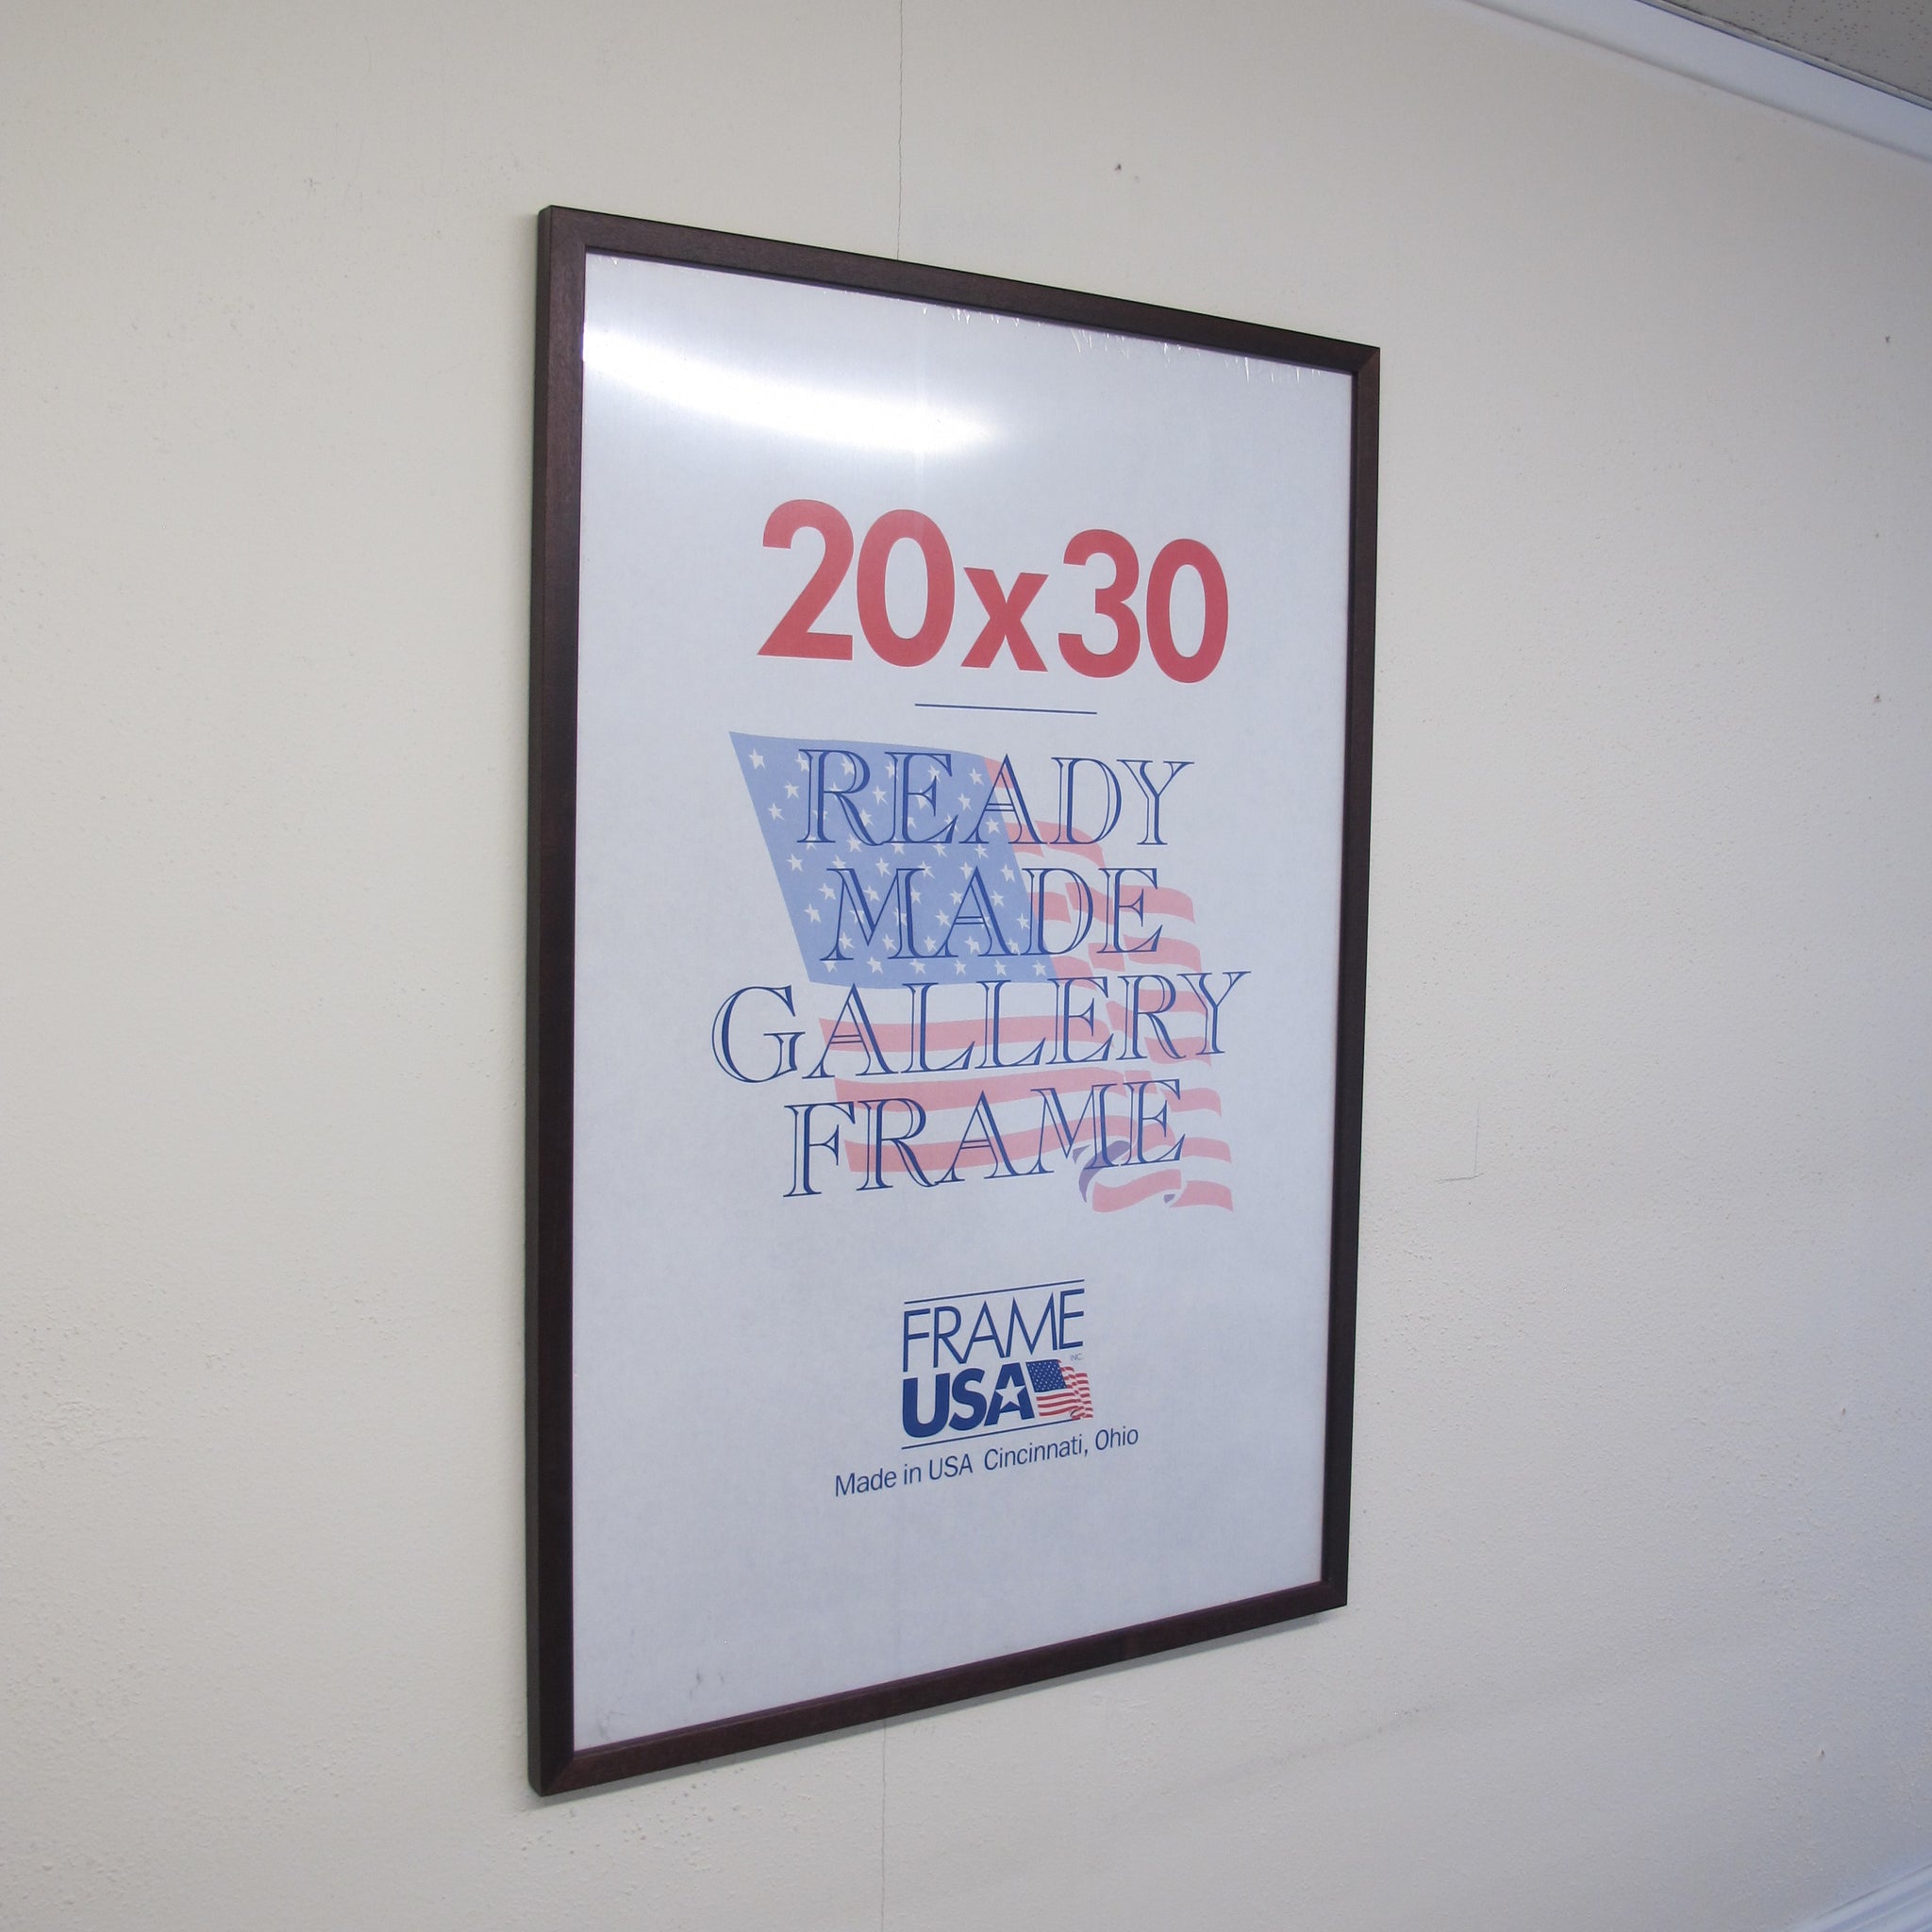 20x30
READY
MADE
GALLERY
FRAME
FRAME
INC.
USA
Made in USA Cincinnati, Ohio